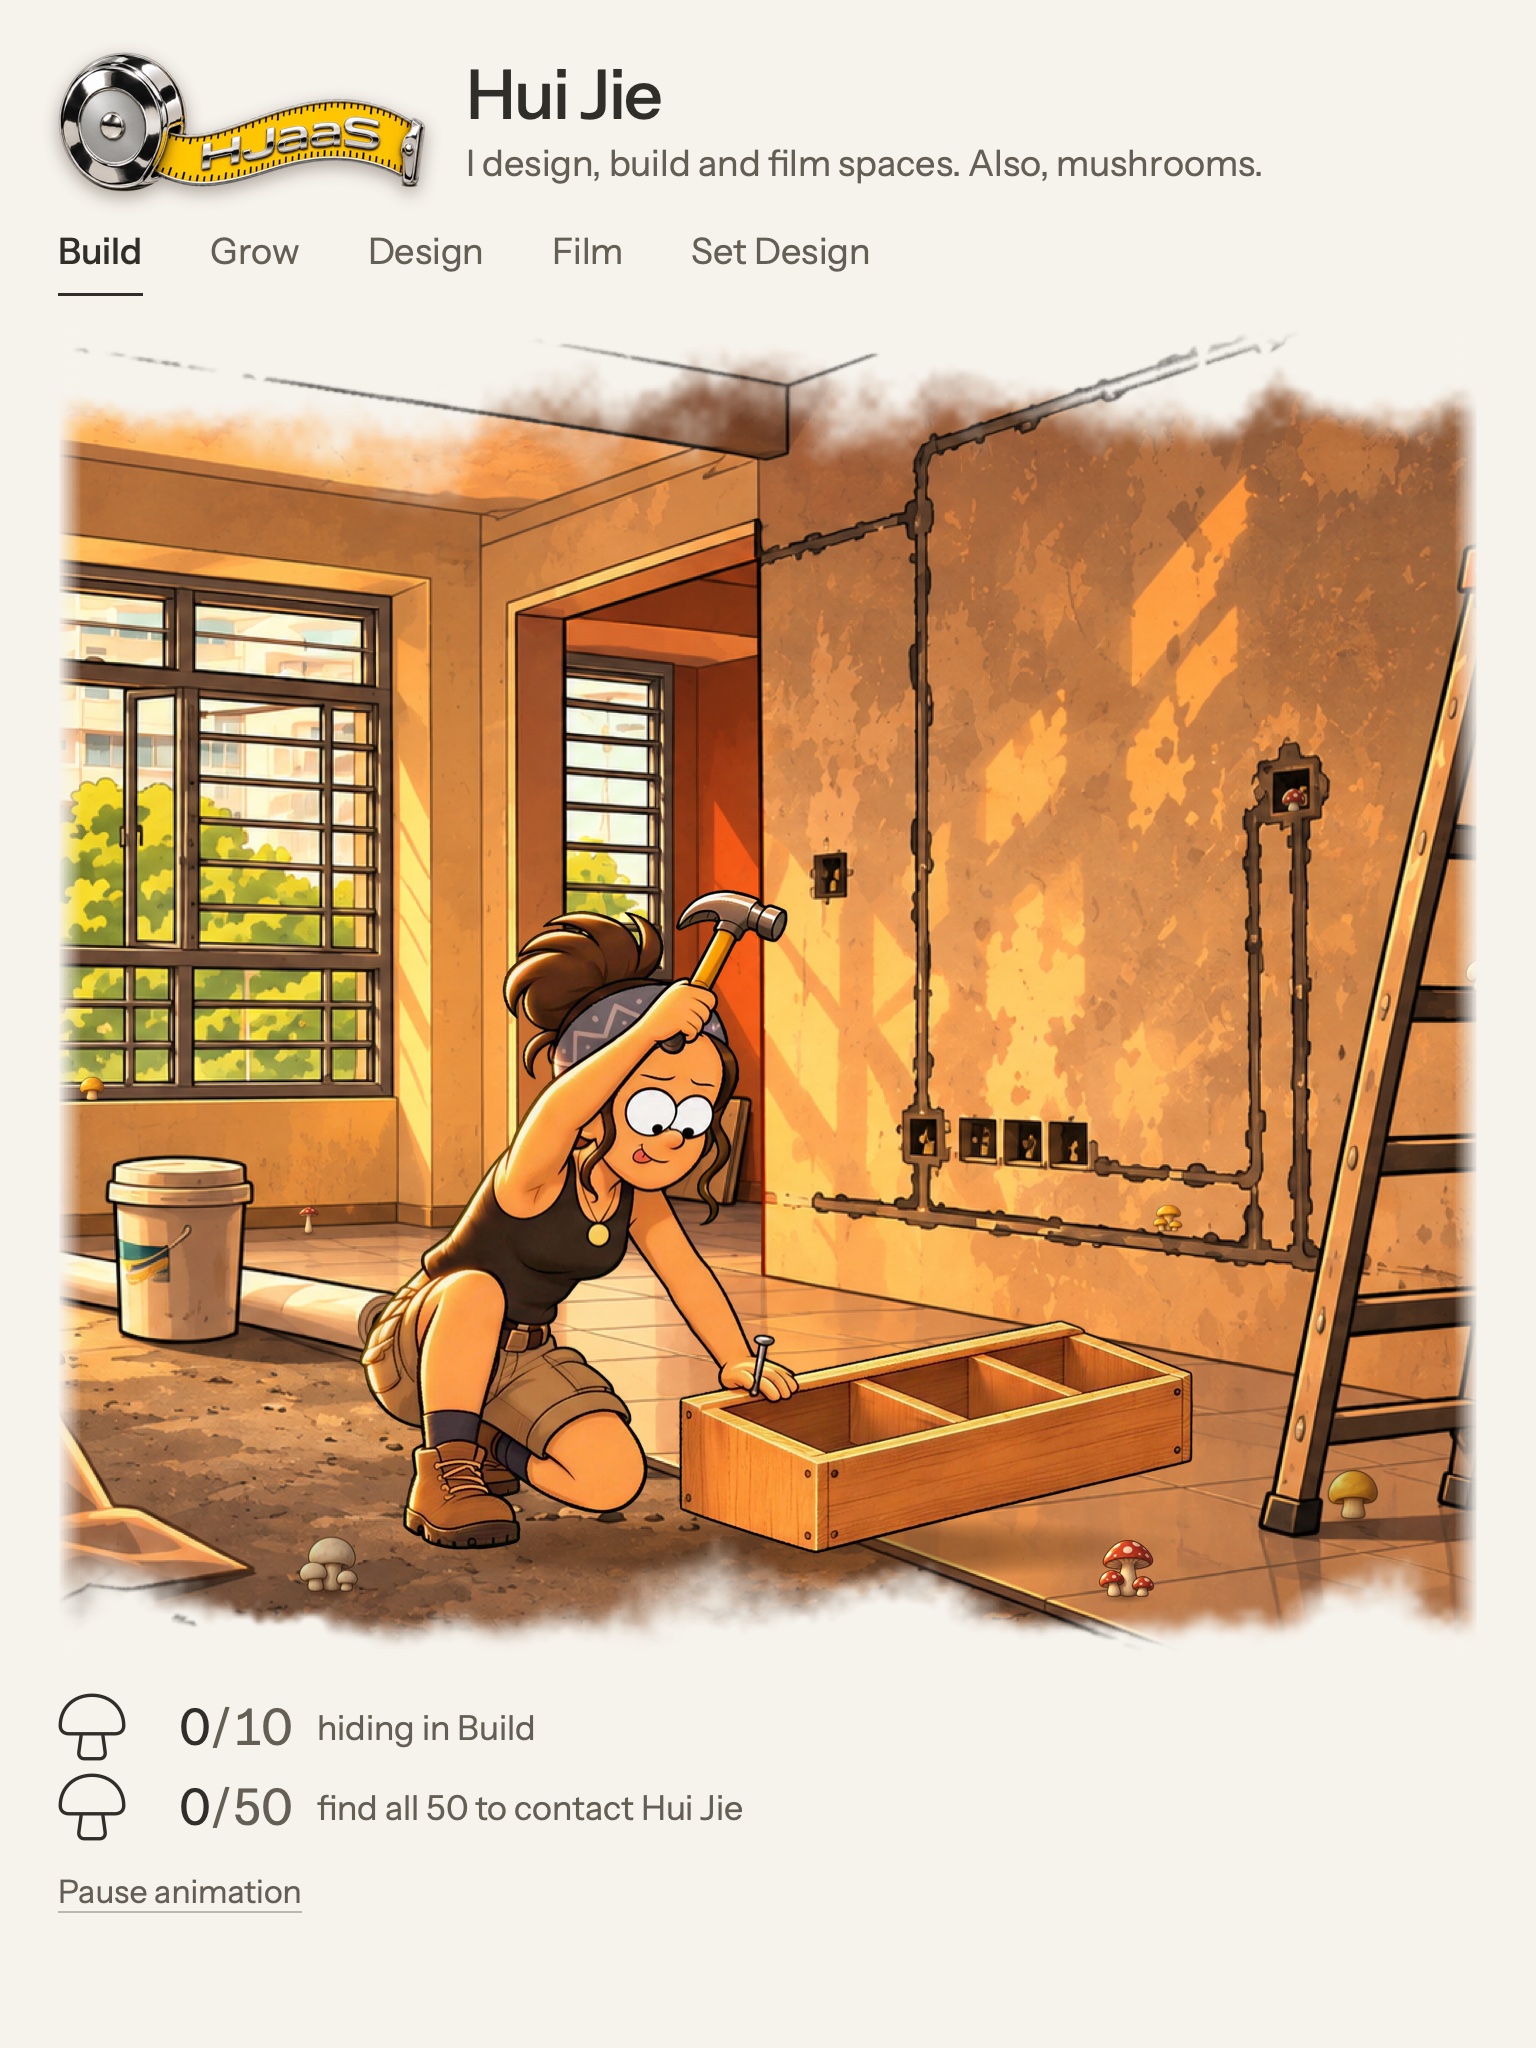 HJaaS
Hui Jie
I design, build and film spaces. Also, mushrooms.
Build Grow Design Film Set Design
0/10 hiding in Build
0/50 find all 50 to contact Hui Jie
Pause animation